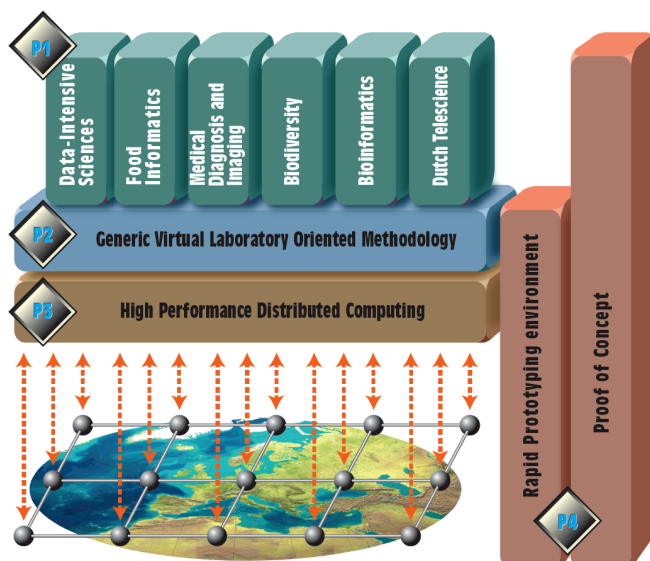 P1
Data-Intensive
Sciences
Food
Informatics
Medical
Diagnosis and
Imaging
Biodiversity
Bioinformatics
Dutch Telescience
P2
Generic Virtual Laboratory Oriented Methodology
P3
High Performance Distributed Computing
Rapid Prototyping environment
Proof of Concept
P4